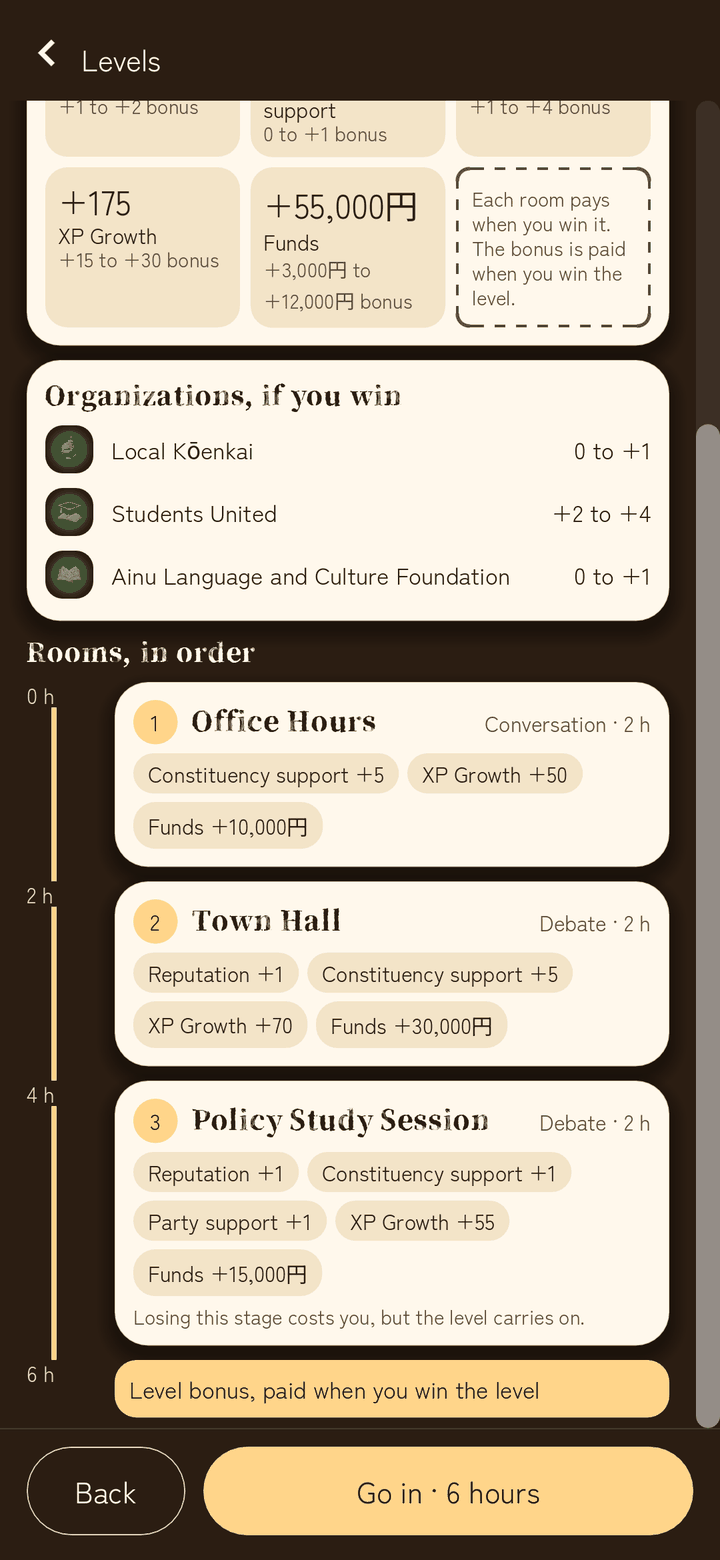 Levels
+1 to +2 bonus
support
0 to +1 bonus
+1 to +4 bonus
+175
XP Growth
+15 to +30 bonus
+55,000円
Funds
+3,000円 to
+12,000円 bonus
Each room pays
when you win it.
The bonus is paid
when you win the
level.
Organizations, if you win
Local Kōenkai
0 to +1
Students United
+2 to +4
Ainu Language and Culture Foundation
0 to +1
Rooms, in order
0 h
1
Office Hours
Conversation · 2 h
Constituency support +5
XP Growth +50
Funds +10,000円
2 h
2
Town Hall
Debate · 2 h
Reputation +1
Constituency support +5
XP Growth +70
Funds +30,000円
4 h
3
Policy Study Session
Debate · 2 h
Reputation +1
Constituency support +1
Party support +1
XP Growth +55
Funds +15,000円
Losing this stage costs you, but the level carries on.
6 h
Level bonus, paid when you win the level
Back
Go in · 6 hours